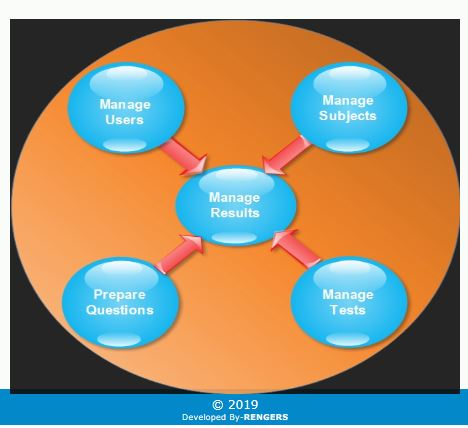 Manage
Users
Manage
Subjects
Manage
Results
Prepare
Questions
Manage
Tests
© 2019
Developed By-RENGERS